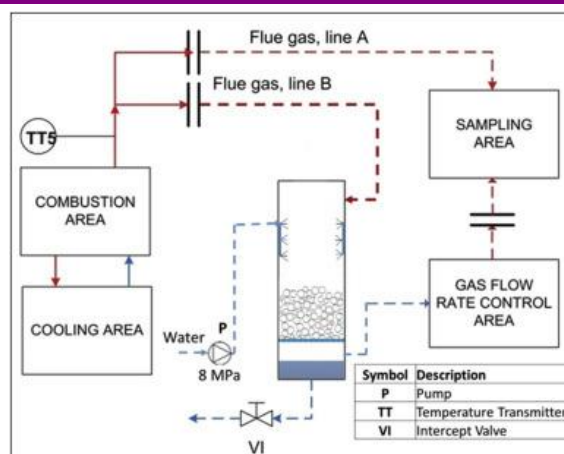 Flue gas, line A
Flue gas, line B
TT5
SAMPLING
AREA
COMBUSTION
AREA
COOLING AREA
GAS FLOW
RATE CONTROL
AREA
Water
P
8 MPa
VI
Symbol Description
P Pump
TT Temperature Transmitter
VI Intercept Valve